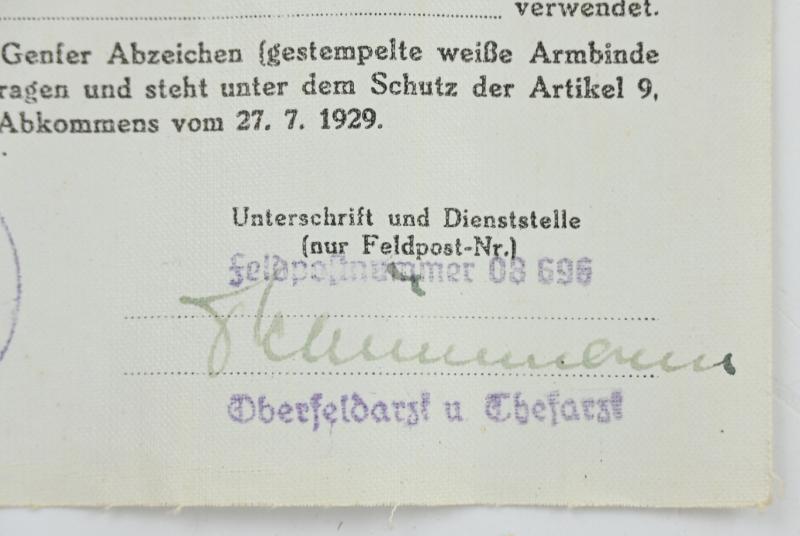 verwendet.
Genfer Abzeichen (gestempelte weiße Armbinde
ragen und steht unter dem Schutz der Artikel 9,
Abkommens vom 27. 7. 1929.
Unterschrift und Dienststelle
(nur Feldpost-Nr.)
Feldpostnummer 08 696
Oberfeldarzt u Chefarzt